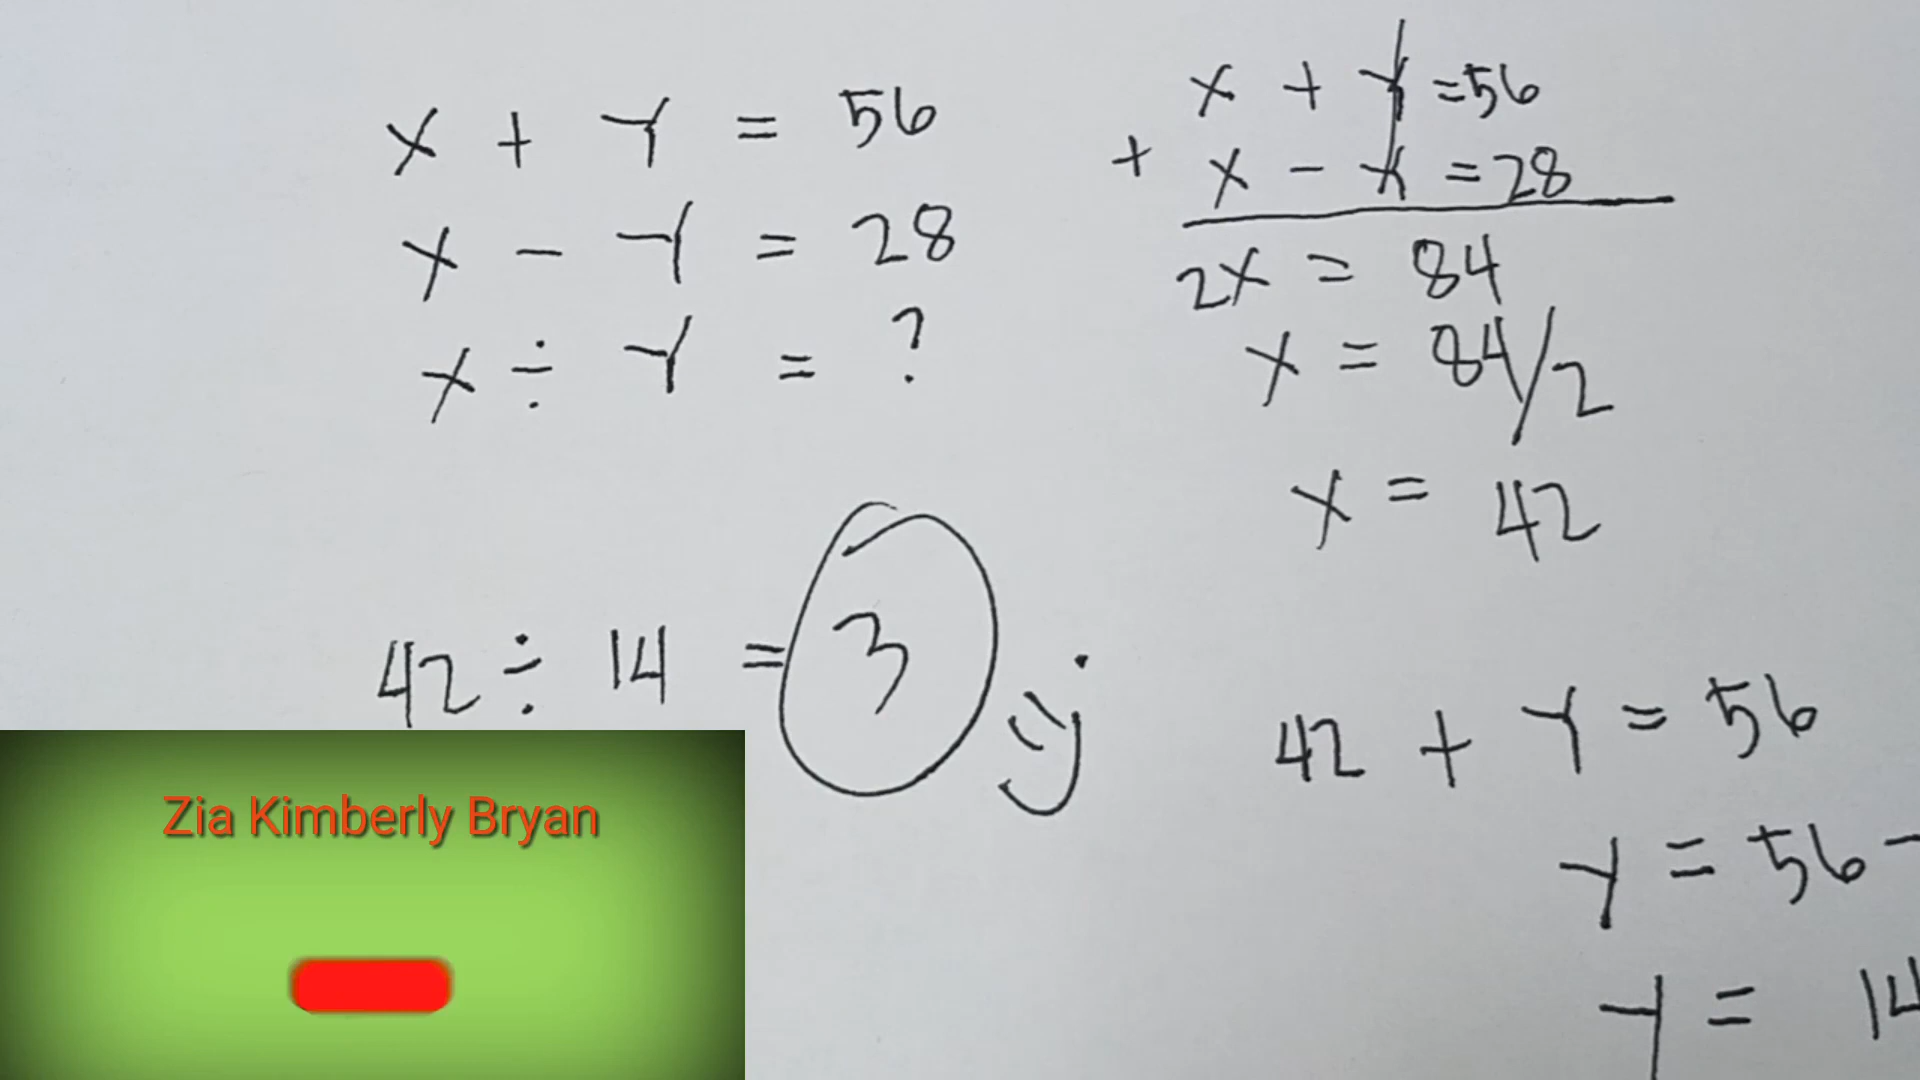 x + y = 56
x - y = 28
x ÷ y = ?
42 ÷ 14 = 3
x + y = 56
+ x - y = 28
2x = 84
x = 84/2
x = 42
42 + y = 56
y = 56 -
y = 14
Zia Kimberly Bryan